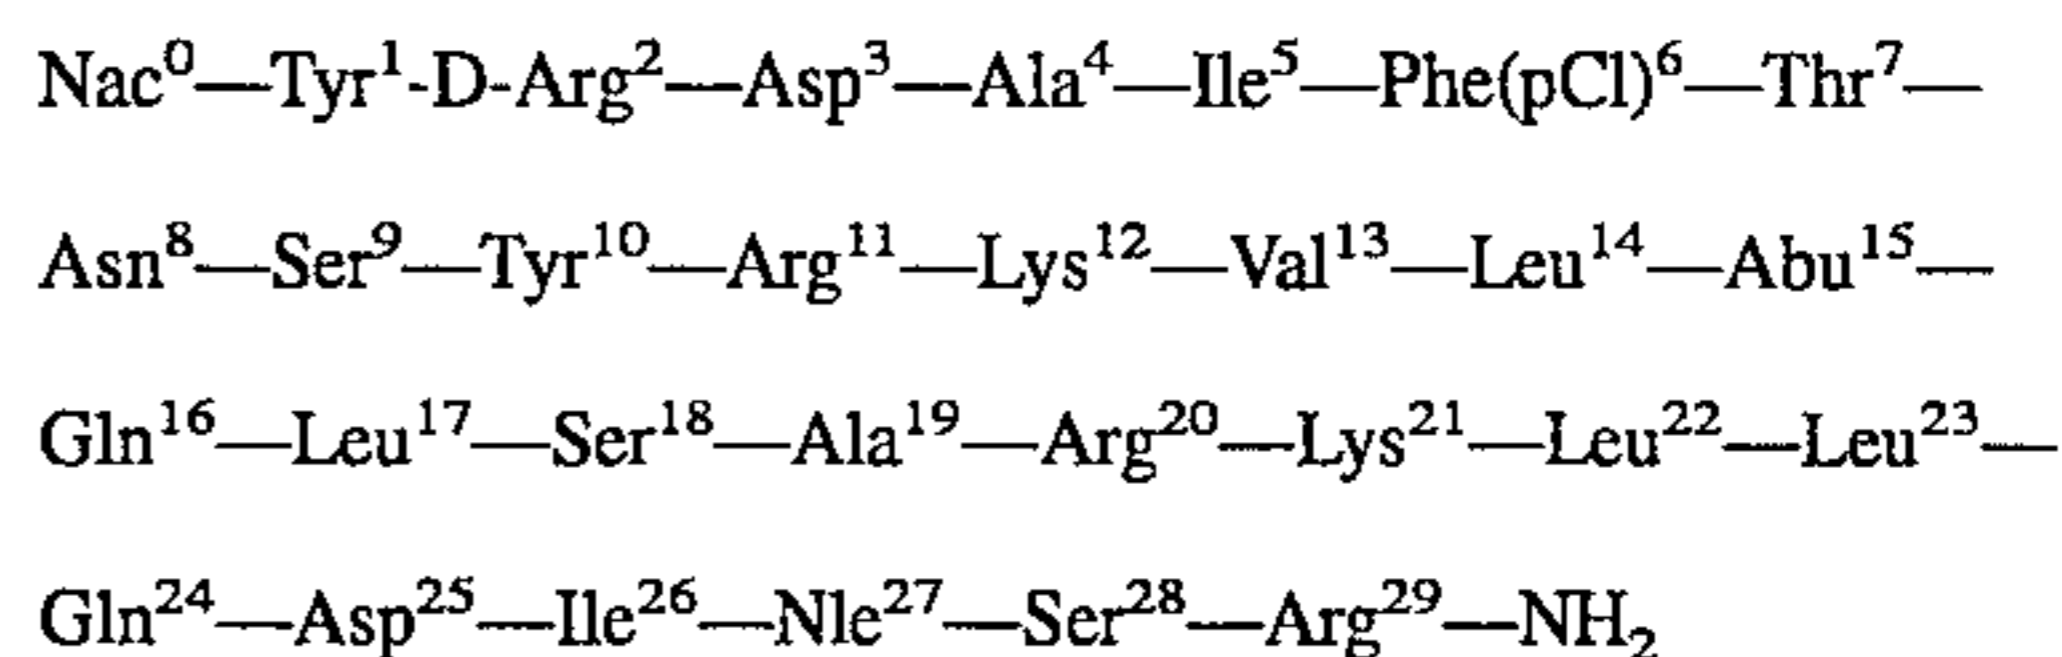 Nac⁰—Tyr¹-D-Arg²—Asp³—Ala⁴—Ile⁵—Phe(pCl)⁶—Thr⁷—
Asn⁸—Ser⁹—Tyr¹⁰—Arg¹¹—Lys¹²—Val¹³—Leu¹⁴—Abu¹⁵—
Gln¹⁶—Leu¹⁷—Ser¹⁸—Ala¹⁹—Arg²⁰—Lys²¹—Leu²²—Leu²³—
Gln²⁴—Asp²⁵—Ile²⁶—Nle²⁷—Ser²⁸—Arg²⁹—NH₂